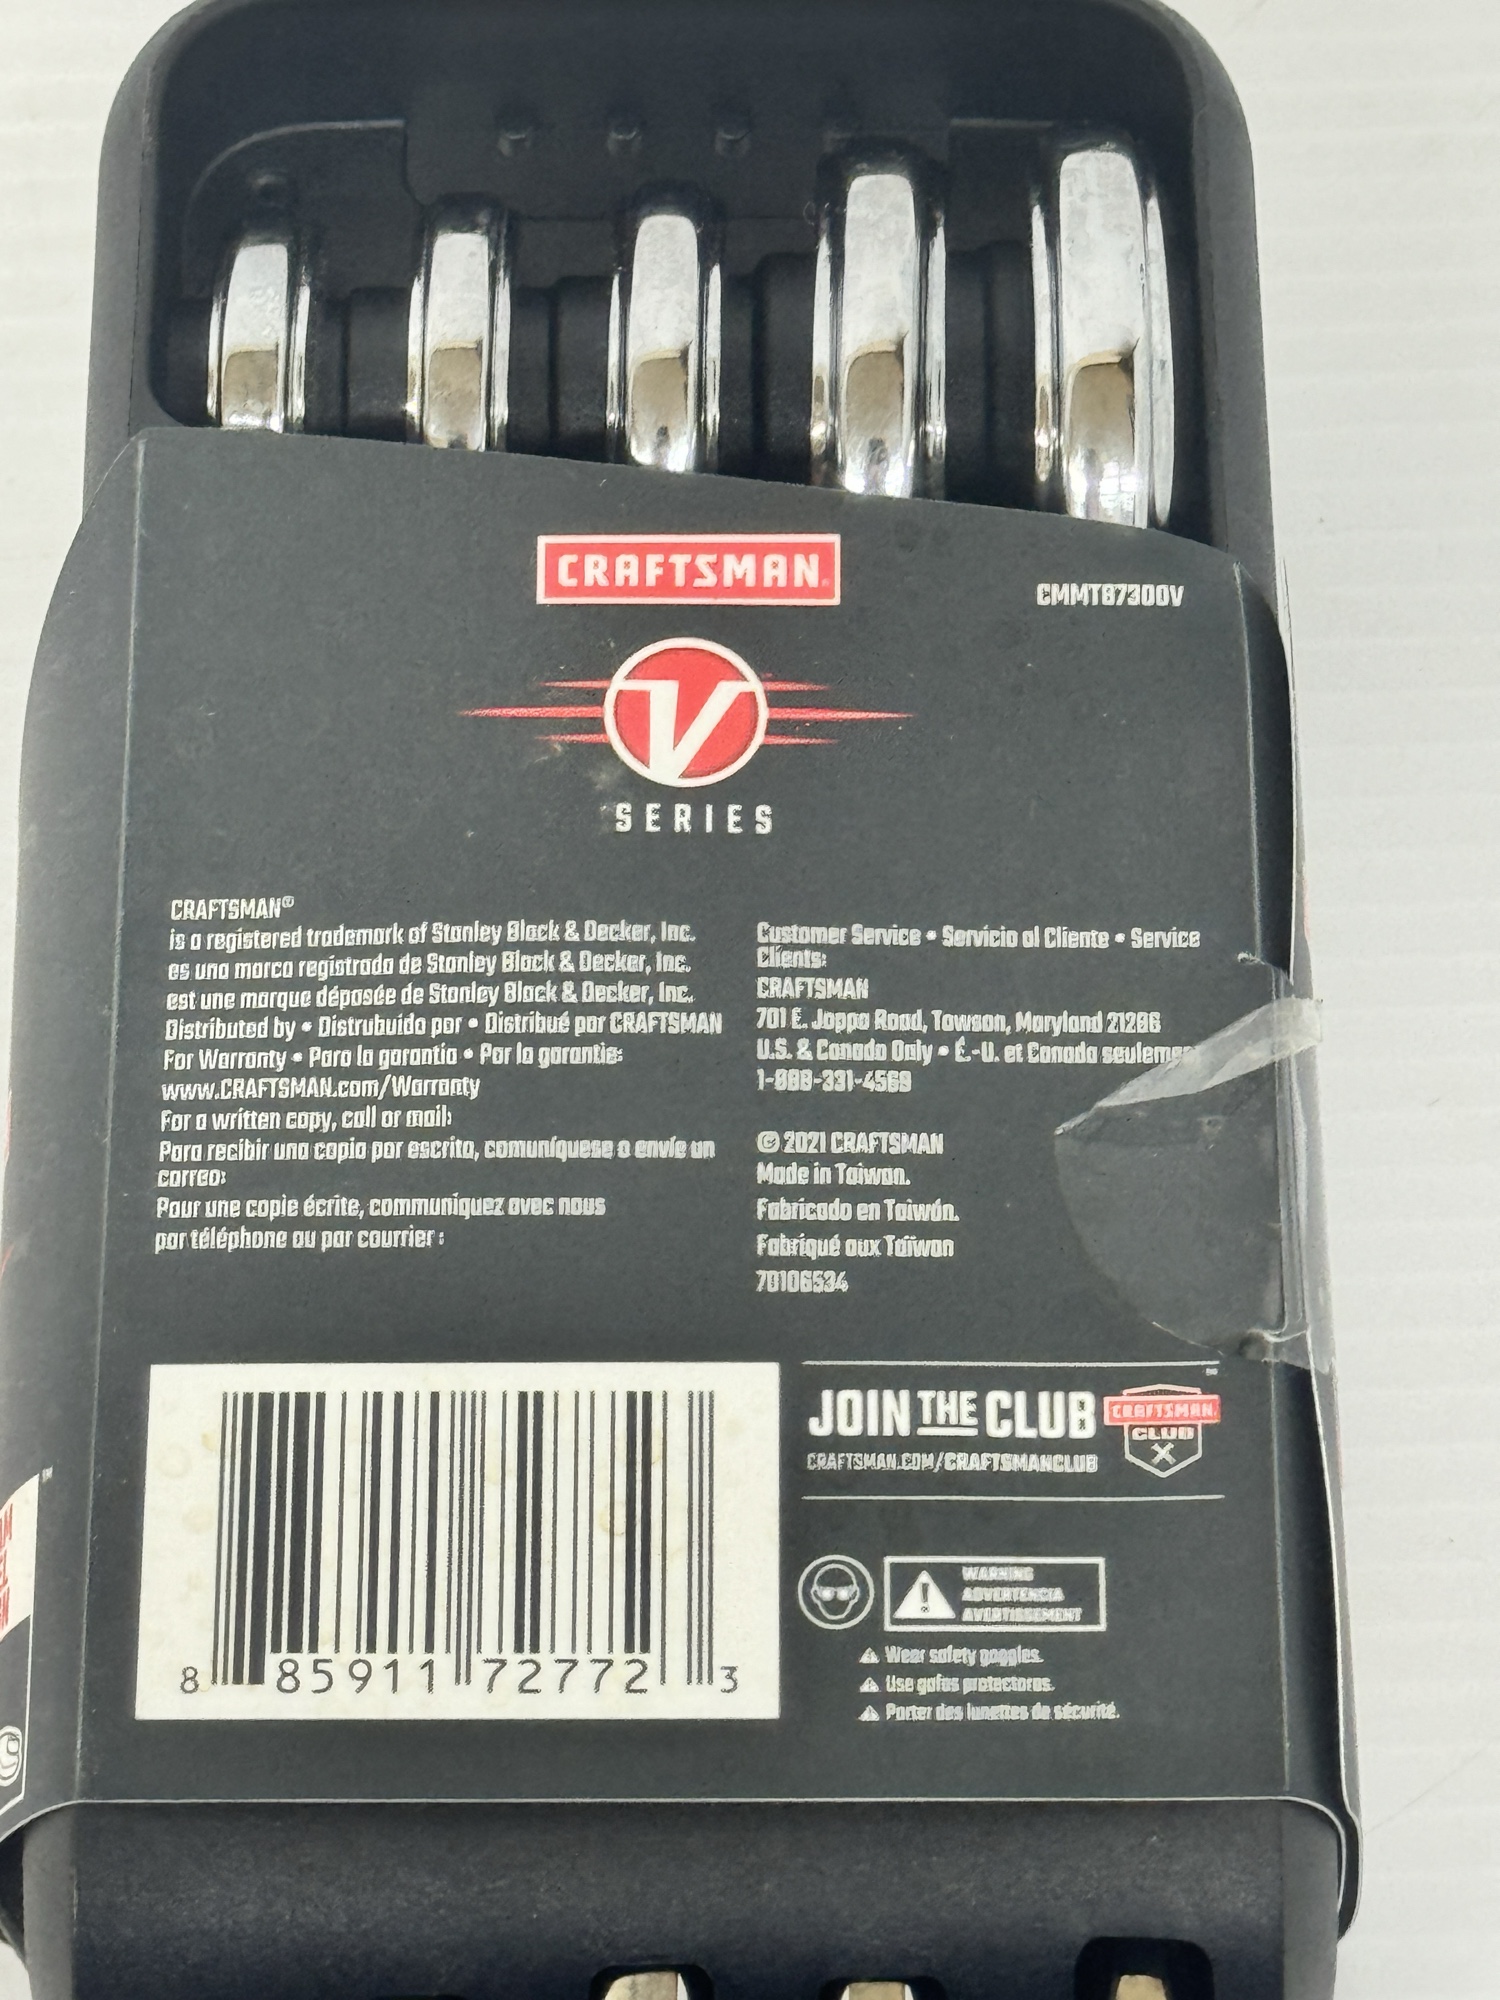 CRAFTSMAN®
CMMT87300V
V
SERIES
CRAFTSMAN®
is a registered trademark of Stanley Black & Decker, Inc.
es una marca registrada de Stanley Black & Decker, Inc.
est une marque déposée de Stanley Black & Decker, Inc.
Distributed by • Distrubuido por • Distribué par CRAFTSMAN
For Warranty • Para la garantía • Par la garantie:
www.CRAFTSMAN.com/Warranty
For a written copy, call or mail:
Para recibir una copia por escrito, comuníquese o envíe un
correo:
Pour une copie écrite, communiquez avec nous
par téléphone ou par courrier :
Customer Service • Servicio al Cliente • Service
Clients:
CRAFTSMAN
701 E. Joppa Road, Towson, Maryland 21286
U.S. & Canada Only • É.-U. et Canada
1-888-331-4569
© 2021 CRAFTSMAN
Made in Taiwan.
Fabricado en Taiwán.
Fabriqué aux Taïwan
70106534
8 85911 72772 3
JOIN THE CLUB
CRAFTSMAN.COM/CRAFTSMANCLUB
CRAFTSMAN
CLUB
™
WARNING
ADVERTENCIA
AVERTISSEMENT
Wear safety goggles.
Use gafas protectoras.
Porter des lunettes de sécurité.